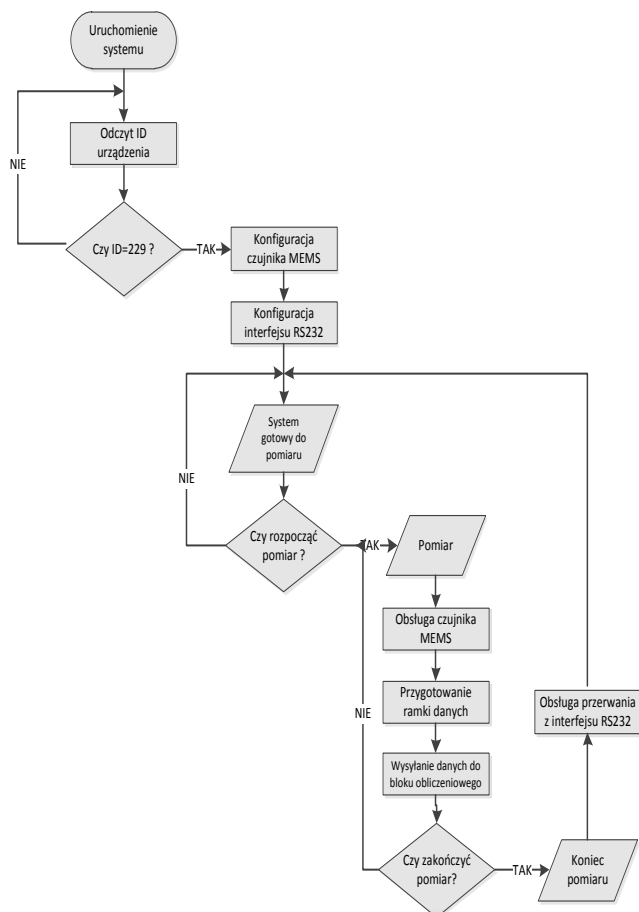 Uruchomienie
systemu
Odczyt ID
urządzenia
NIE
Czy ID=229 ?
TAK
Konfiguracja
czujnika MEMS
Konfiguracja
interfejsu RS232
System
gotowy do
pomiaru
NIE
Czy rozpocząć
pomiar ?
TAK
Pomiar
Obsługa czujnika
MEMS
Przygotowanie
ramki danych
NIE
Obsługa przerwania
z interfejsu RS232
Wysyłanie danych do
bloku obliczeniowego
Czy zakończyć
pomiar?
TAK
Koniec
pomiaru